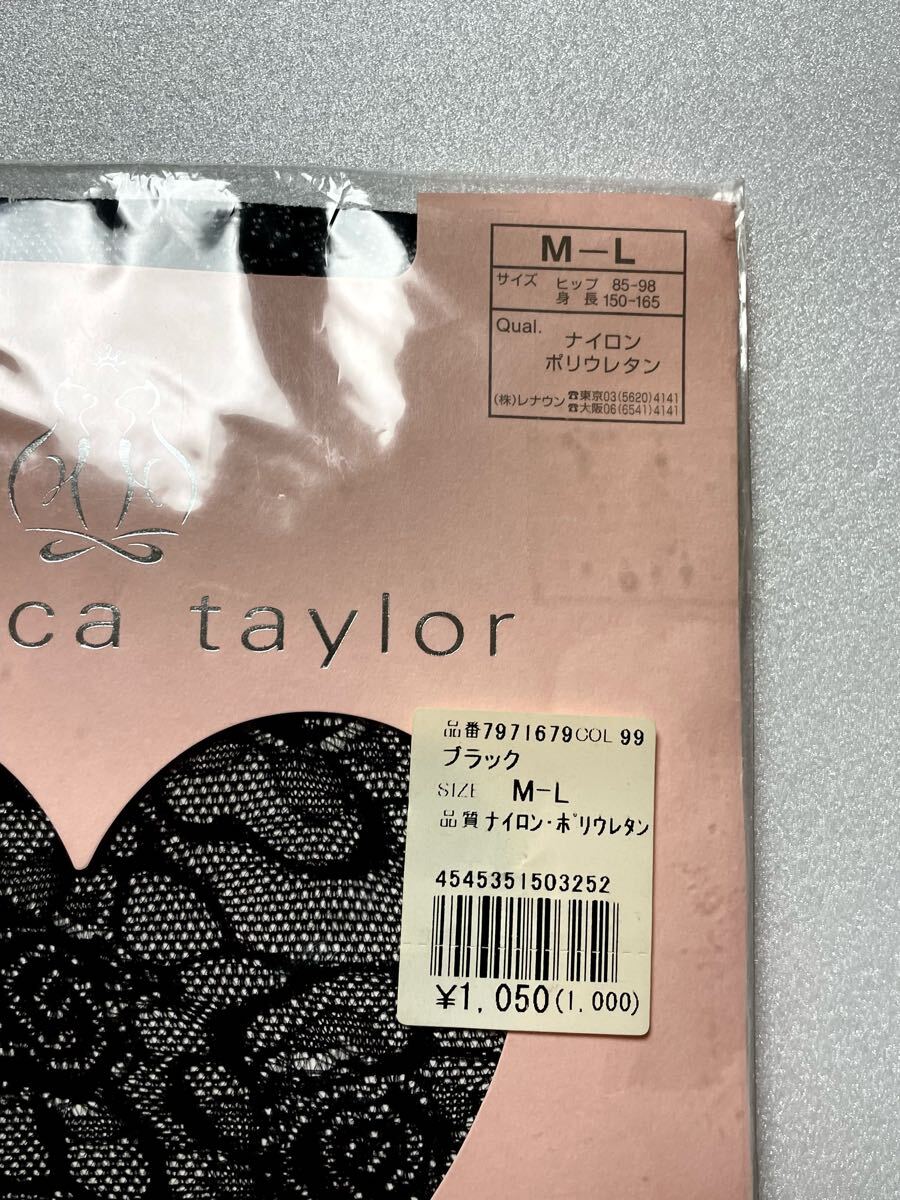 M-L
サイズ ヒップ 85-98
身長 150-165
Qual. ナイロン
ポリウレタン
(株)レナウン ☎東京03(5620)4141
☎大阪06(6541)4141
ca taylor
品番7971679COL 99
ブラック
SIZE M-L
品質ナイロン・ポリウレタン
4545351503252
¥1,050(1,000)